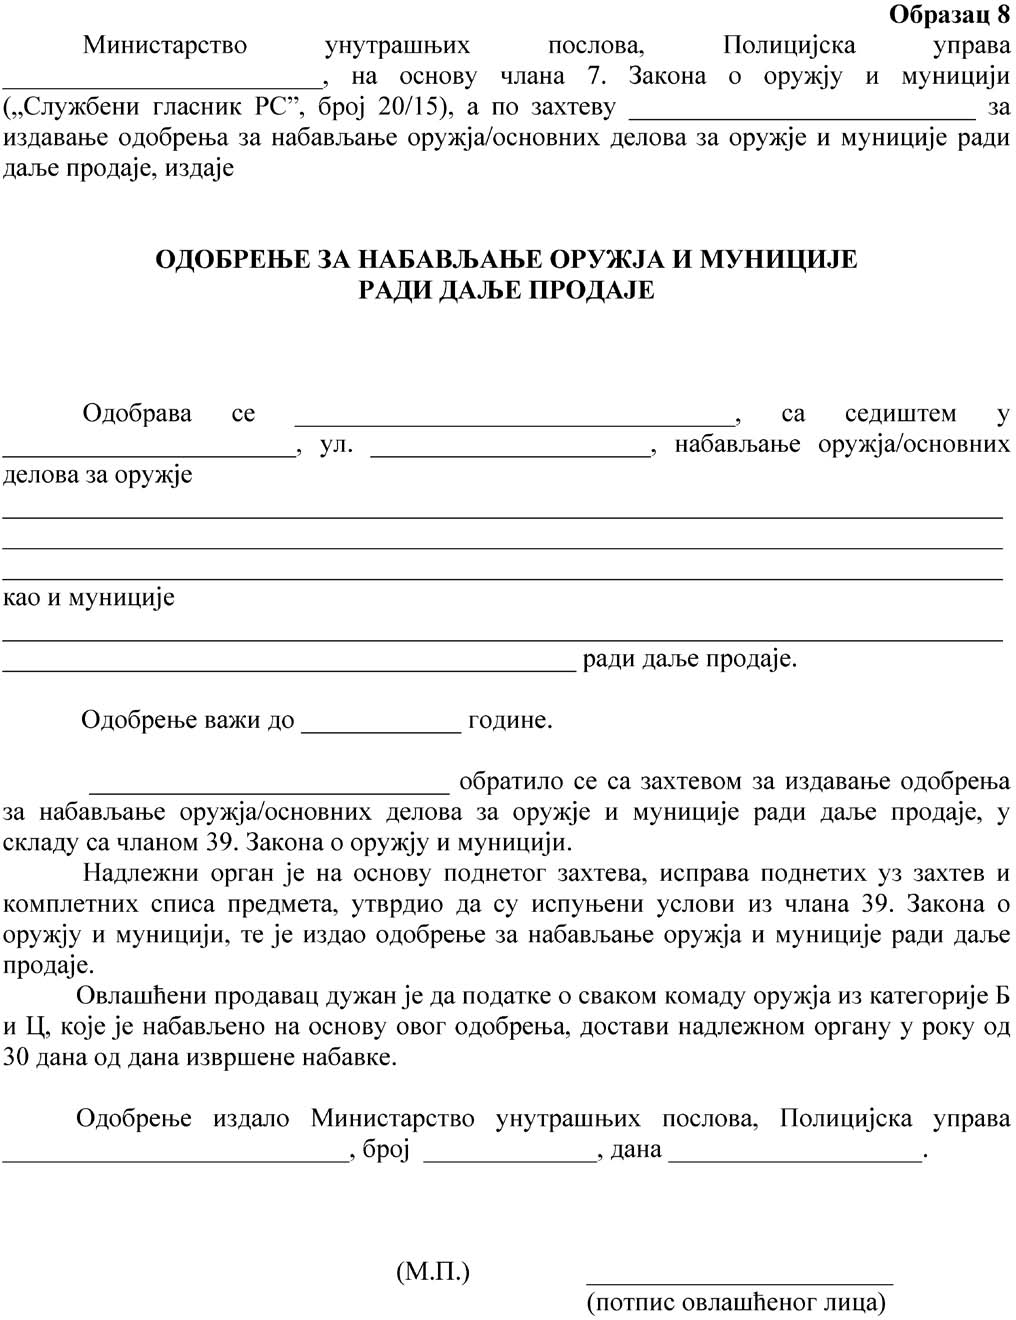 Образац 8
Министарство унутрашњих послова, Полицијска управа
________________________, на основу члана 7. Закона о оружју и муницији
(„Службени гласник РС”, број 20/15), а по захтеву __________________________ за
издавање одобрења за набављање оружја/основних делова за оружје и муниције ради
даље продаје, издаје
ОДОБРЕЊЕ ЗА НАБАВЉАЊЕ ОРУЖЈА И МУНИЦИЈЕ
РАДИ ДАЉЕ ПРОДАЈЕ
Одобрава се _________________________________, са седиштем у
______________________, ул. _____________________, набављање оружја/основних
делова за оружје
___________________________________________________________________________
___________________________________________________________________________
___________________________________________________________________________
као и муниције
___________________________________________________________________________
___________________________________________ ради даље продаје.
Одобрење важи до ____________ године.
___________________________ обратило се са захтевом за издавање одобрења
за набављање оружја/основних делова за оружје и муниције ради даље продаје, у
складу са чланом 39. Закона о оружју и муницији.
Надлежни орган је на основу поднетог захтева, исправа поднетих уз захтев и
комплетних списа предмета, утврдио да су испуњени услови из члана 39. Закона о
оружју и муницији, те је издао одобрење за набављање оружја и муниције ради даље
продаје.
Овлашћени продавац дужан је да податке о сваком комаду оружја из категорије Б
и Ц, које је набављено на основу овог одобрења, достави надлежном органу у року од
30 дана од дана извршене набавке.
Одобрење издало Министарство унутрашњих послова, Полицијска управа
__________________________, број _____________, дана ___________________.
(М.П.) _______________________
(потпис овлашћеног лица)